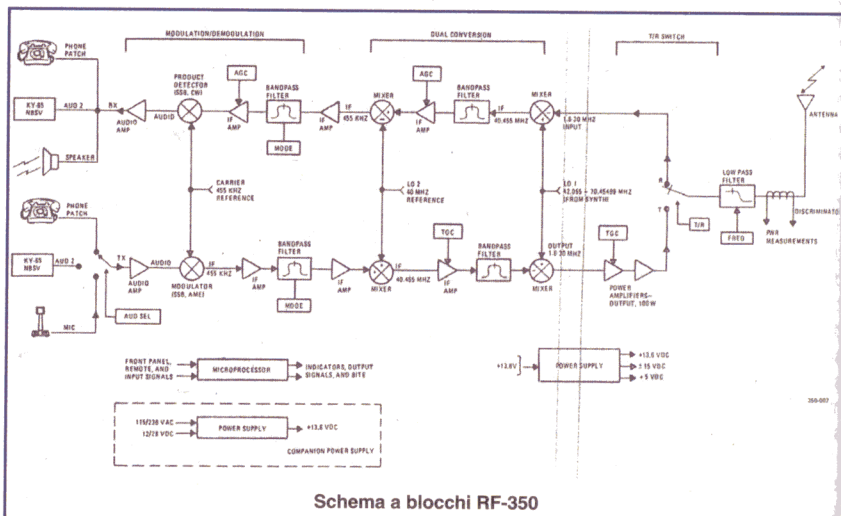 MODULATION/DEMODULATION
DUAL CONVERSION
T/R SWITCH
PHONE
PATCH
KY-65
NBSV
AUD 2
SPEAKER
RX
AUDIO
AMP
AUDIO
PRODUCT
DETECTOR
(SSB, CW)
AGC
IF
AMP
BANDPASS
FILTER
MODE
IF
AMP
IF
455 KHZ
MIXER
AGC
IF
AMP
BANDPASS
FILTER
IF
40.455 MHZ
MIXER
1.6-30 MHZ
INPUT
ANTENNA
CARRIER
455 KHZ
REFERENCE
LO 2
40 MHZ
REFERENCE
LO 1
42.055 - 70.45499 MHZ
(FROM SYNTH)
R
T
T/R
LOW PASS
FILTER
FREQ
DISCRIMINATO
PWR
MEASUREMENTS
PHONE
PATCH
KY-65
NBSV
AUD 2
MIC
AUD SEL
TX
AUDIO
AMP
AUDIO
MODULATOR
(SSB, AME)
IF
455 KHZ
IF
AMP
BANDPASS
FILTER
MODE
IF
AMP
MIXER
IF
40.455 MHZ
TGC
IF
AMP
BANDPASS
FILTER
MIXER
OUTPUT
1.6-30 MHZ
TGC
POWER
AMPLIFIERS-
OUTPUT, 100W
FRONT PANEL,
REMOTE, AND
INPUT SIGNALS
MICROPROCESSOR
INDICATORS, OUTPUT
SIGNALS, AND BITE
+13.6V
POWER SUPPLY
+13.6 VDC
±15 VDC
+5 VDC
115/230 VAC
12/28 VDC
POWER SUPPLY
+13.6 VDC
COMPANION POWER SUPPLY
350-007
Schema a blocchi RF-350